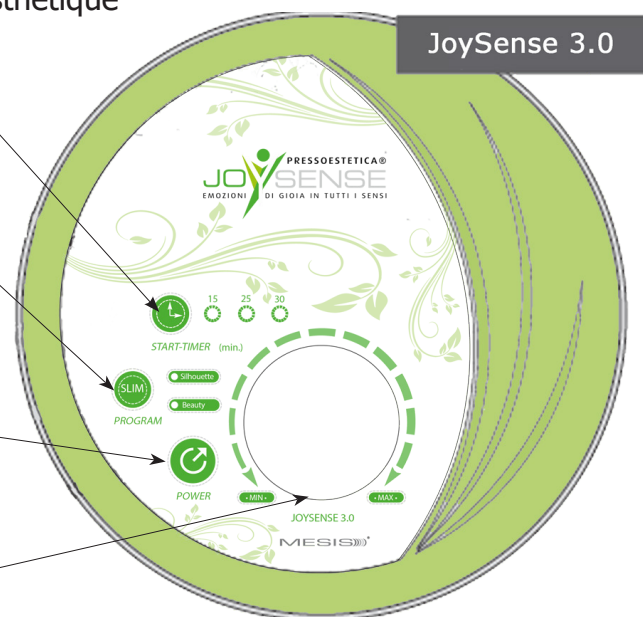 JoySense 3.0
PRESSOESTETICA®
JOYSENSE
EMOZIONI DI GIOIA IN TUTTI I SENSI
15 25 30
START-TIMER (min.)
SLIM
Silhouette
Beauty
PROGRAM
POWER
• MIN •
• MAX •
JOYSENSE 3.0
MESIS